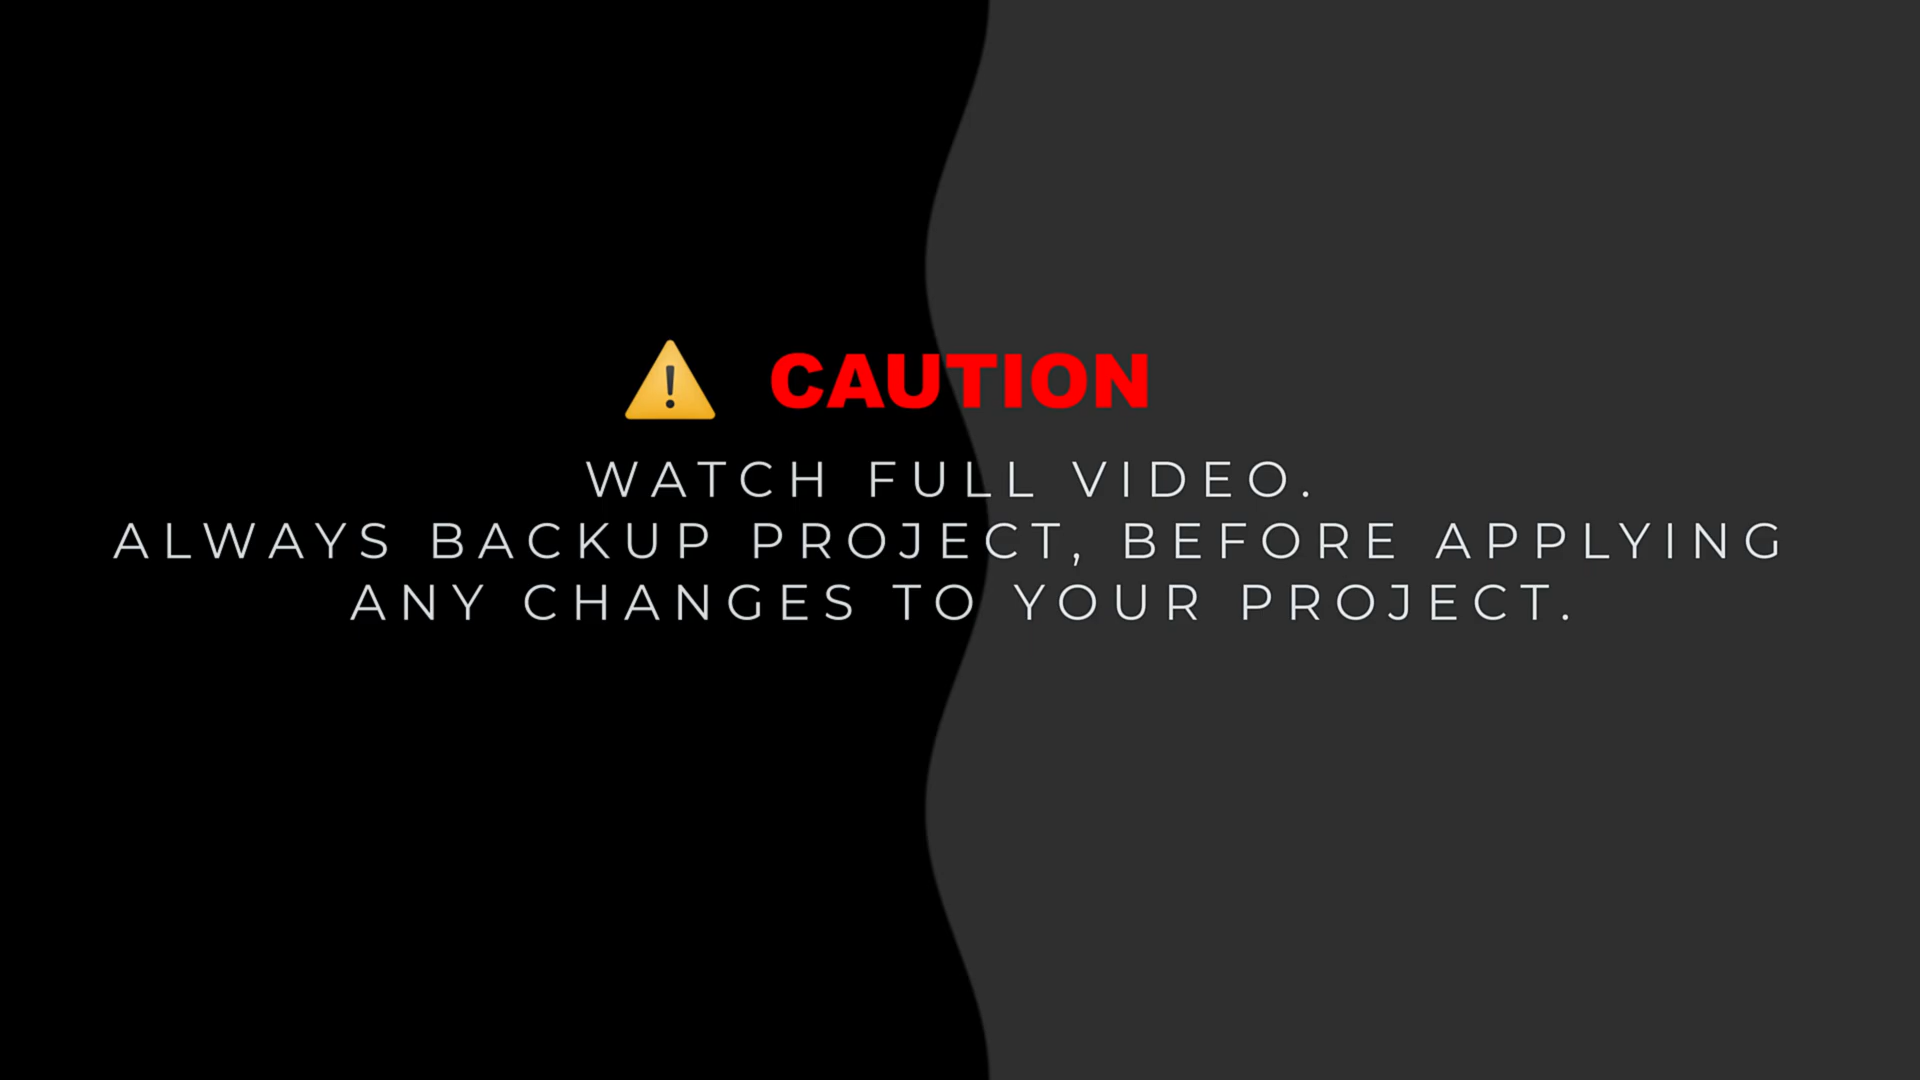 CAUTION
WATCH FULL VIDEO.
ALWAYS BACKUP PROJECT, BEFORE APPLYING
ANY CHANGES TO YOUR PROJECT.